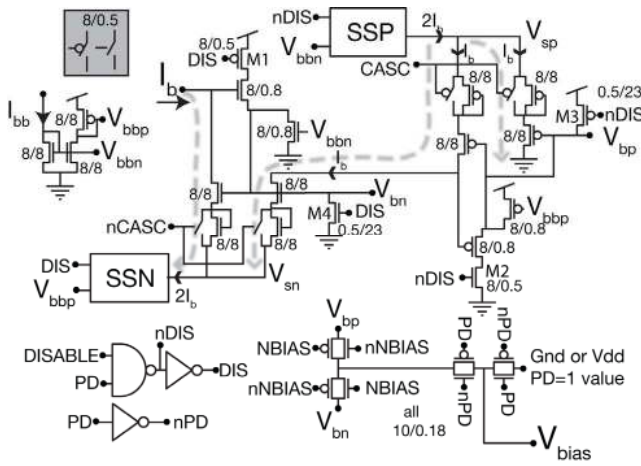 8/0.5
nDIS
V_bbn
SSP
2I_b
V_sp
8/0.5
DIS
M1
CASC
I_b
I_b
I_b
8/0.8
8/8
8/8
0.5/23
M3
nDIS
I_bb
V_bbp
8/8
V_bbn
8/8
8/0.8
V_bbn
8/8
8/8
V_bp
I_b
8/8
8/8
V_bn
nCASC
M4
DIS
0.5/23
8/8
8/8
V_bbp
8/0.8
8/0.8
DIS
V_bbp
SSN
2I_b
V_sn
nDIS
M2
8/0.5
nDIS
DISABLE
PD
DIS
PD
nPD
V_bp
NBIAS
nNBIAS
nNBIAS
NBIAS
V_bn
all
10/0.18
PD
nPD
nPD
PD
Gnd or Vdd
PD=1 value
V_bias